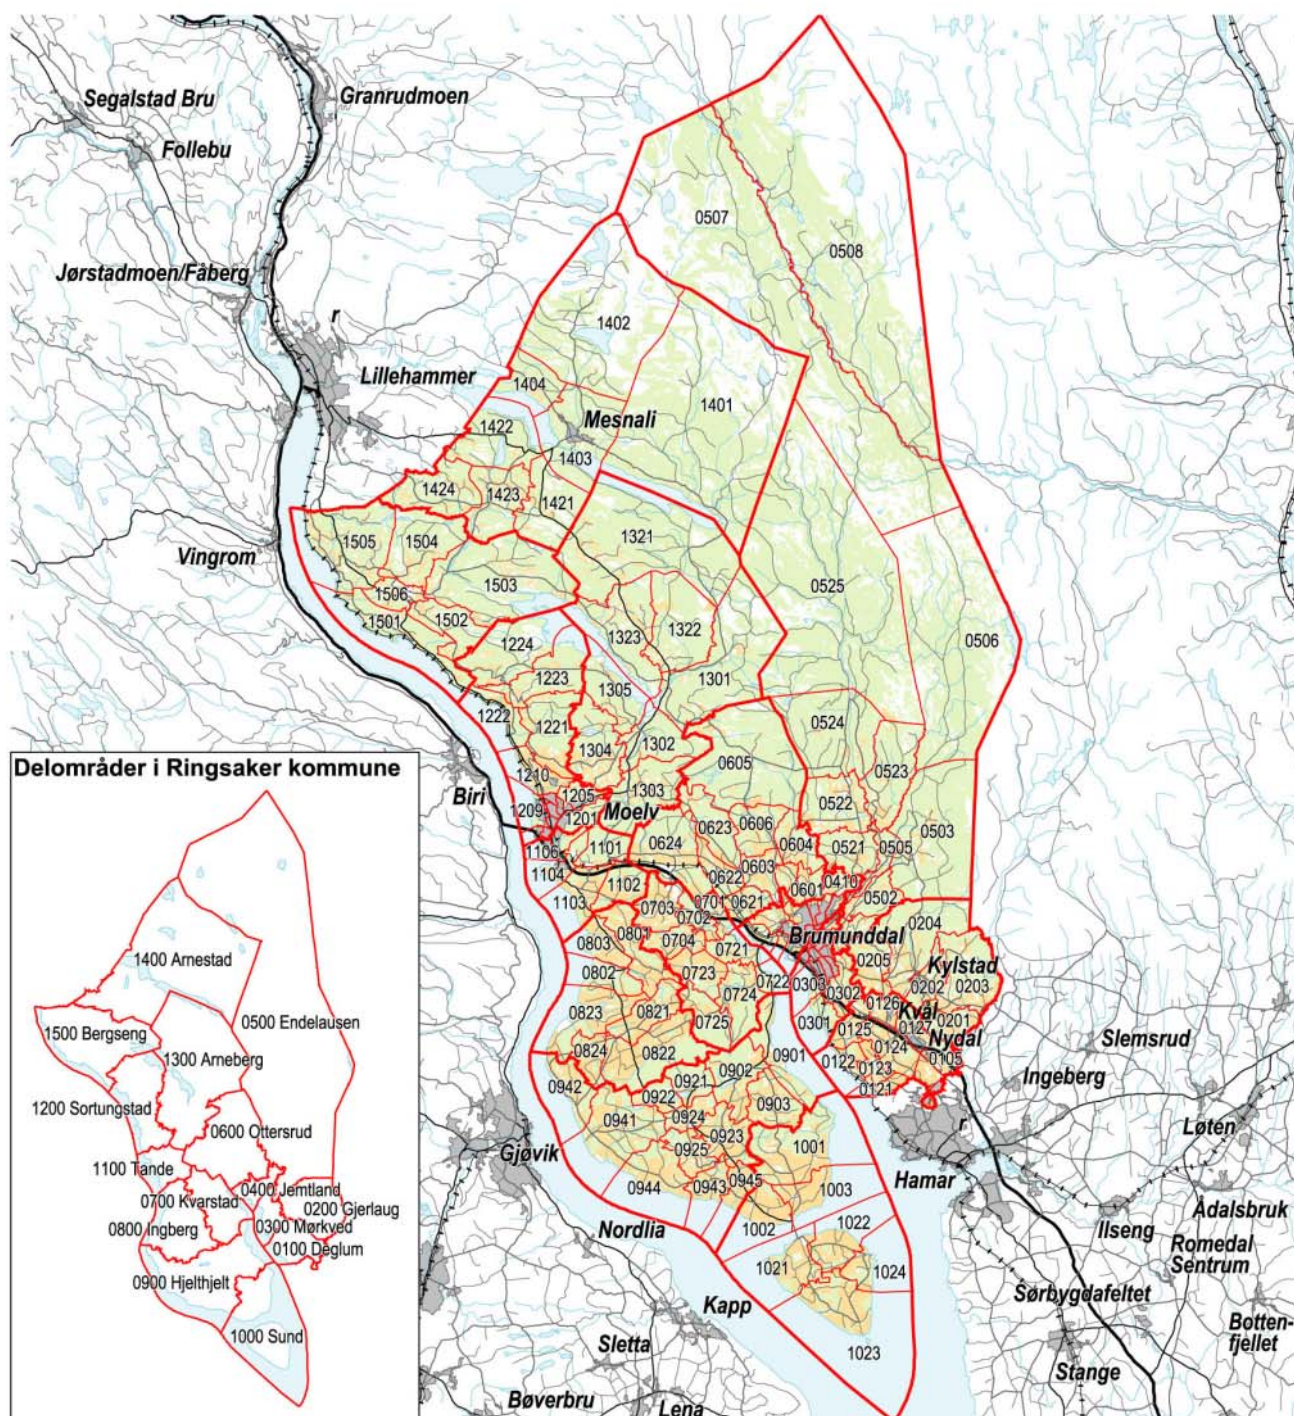 Segalstad Bru
Granrudmoen
Follebu
0507
0508
Jørstadmoen/Fåberg
r
1402
Lillehammer
1404
1401
Mesnali
1422
1403
1424
1423
1421
1321
Vingrom
1505
1504
1503
0525
1506
1501
1502
1323
1322
0506
1224
1223
1301
1305
1222
1221
0524
1304
1302
0523
0605
Delområder i Ringsaker kommune
1210
Biri
1205
1303
0522
1209
1201
Moelv
0623
0606
0503
0624
0604
0521
0505
1106
1101
0603
1104
0622
0410
1102
0601
0502
1103
0703
0701
0621
0702
0204
0801
0704
0721
Brumunddal
0803
0205
Kylstad
0802
0723
0722
0303
0202
0203
0724
0302
0126
Kvål
0823
0821
0725
0301
0125
0127
0201
Nydal
Slemsrud
0824
0822
0901
0122
0124
0105
0902
0123
0942
0921
0121
Ingeberg
0922
0903
0941
0924
0923
1001
r
Løten
0925
Gjøvik
0945
Hamar
0944
0943
1003
Ådalsbruk
Nordlia
1002
1022
Ilseng
Romedal
Sentrum
1021
1024
Sørbygdafeltet
Kapp
Botten-
fjellet
Sletta
1023
Stange
Bøverbru
Lena
1400 Arnestad
0500 Endelausen
1500 Bergseng
1300 Arneberg
1200 Sortungstad
0600 Ottersrud
1100 Tande
0400 Jemtland
0700 Kvarstad
0200 Gjerlaug
0800 Ingberg
0300 Mørkved
0100 Deglum
0900 Hjelthjelt
1000 Sund